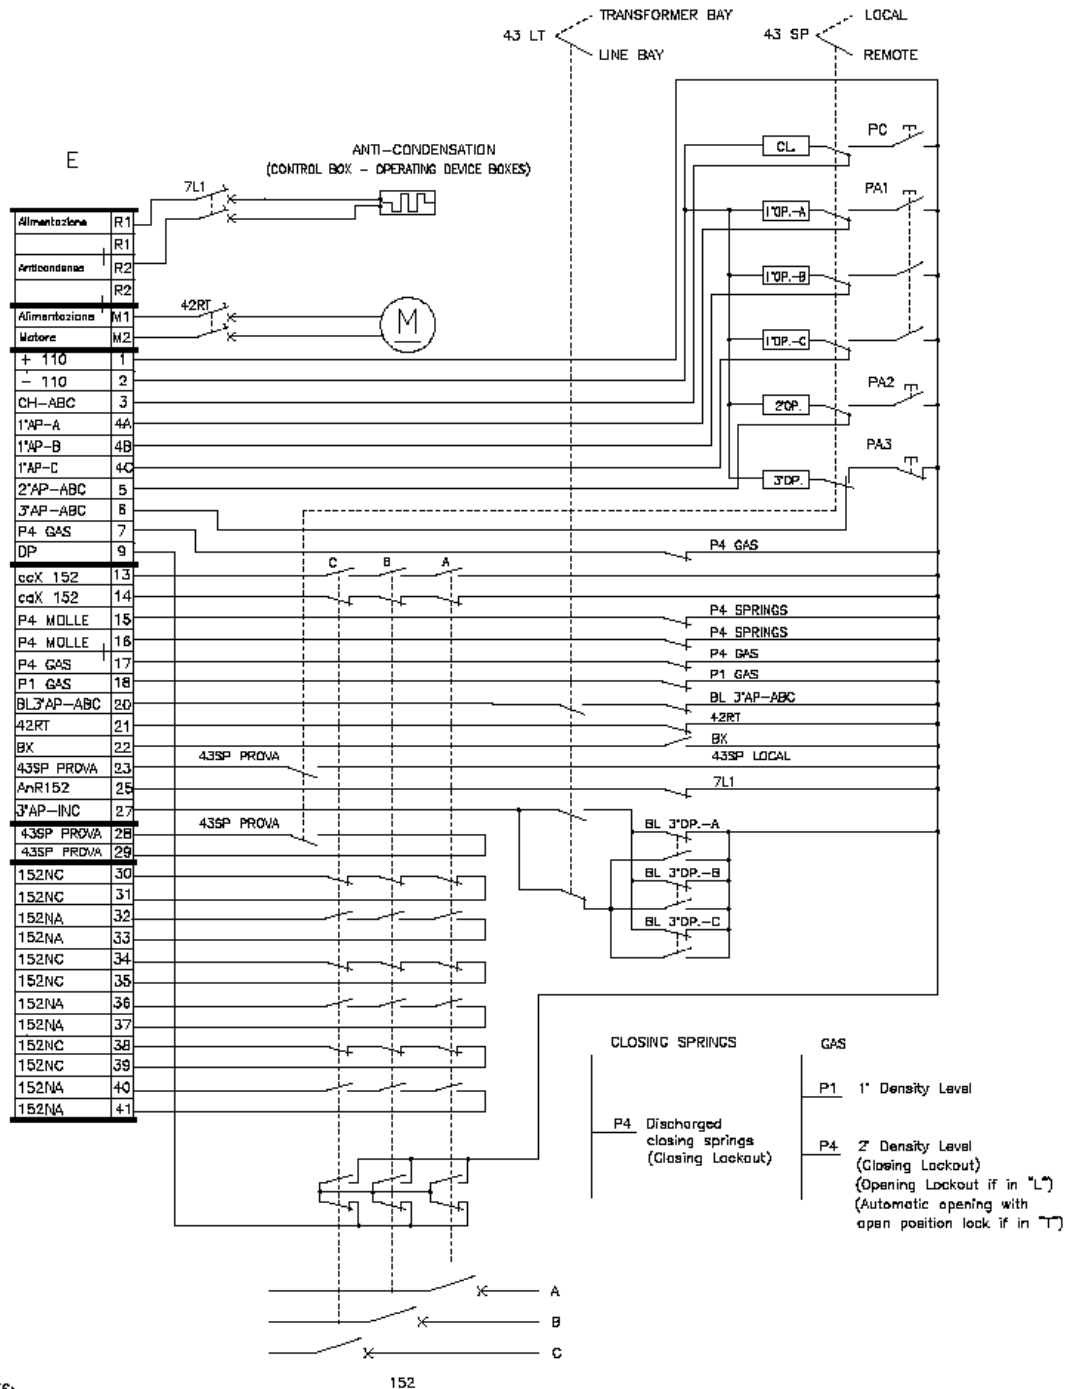 TRANSFORMER BAY
43 LT
LINE BAY
LOCAL
43 SP
REMOTE
E
ANTI-CONDENSATION
(CONTROL BOX - OPERATING DEVICE BOXES)
7L1
42RT
M
PC
CL.
PA1
1°OP.-A
1°OP.-B
1°OP.-C
PA2
2°OP.
PA3
3°OP.
Alimentazione R1
R1
Anticondensa R2
R2
Alimentazione M1
Motore M2
+ 110 1
- 110 2
CH-ABC 3
1°AP-A 4A
1°AP-B 4B
1°AP-C 4C
2°AP-ABC 5
3°AP-ABC 6
P4 GAS 7
DP 9
ccX 152 13
caX 152 14
P4 MOLLE 15
P4 MOLLE 16
P4 GAS 17
P1 GAS 18
BL3°AP-ABC 20
42RT 21
BX 22
43SP PROVA 23
AnR152 25
3°AP-INC 27
43SP PROVA 28
43SP PROVA 29
152NC 30
152NC 31
152NA 32
152NA 33
152NC 34
152NC 35
152NA 36
152NA 37
152NC 38
152NC 39
152NA 40
152NA 41
C B A
P4 GAS
P4 SPRINGS
P4 SPRINGS
P4 GAS
P1 GAS
BL 3°AP-ABC
42RT
BX
43SP PROVA
43SP LOCAL
7L1
43SP PROVA
BL 3°OP.-A
BL 3°OP.-B
BL 3°OP.-C
CLOSING SPRINGS
P4 Discharged
closing springs
(Closing Lockout)
GAS
P1 1° Density Level
P4 2° Density Level
(Closing Lockout)
(Opening Lockout if in "L")
(Automatic opening with
open position lock if in "T")
A
B
C
152